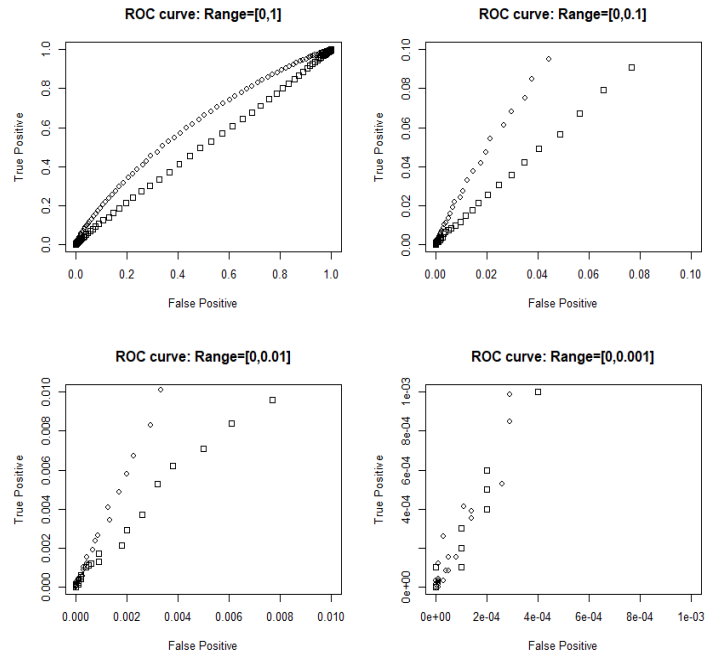 ROC curve: Range=[0,1]
True Positive
0.0 0.2 0.4 0.6 0.8 1.0
0.0 0.2 0.4 0.6 0.8 1.0
False Positive
ROC curve: Range=[0,0.1]
True Positive
0.00 0.02 0.04 0.06 0.08 0.10
0.00 0.02 0.04 0.06 0.08 0.10
False Positive
ROC curve: Range=[0,0.01]
True Positive
0.000 0.002 0.004 0.006 0.008 0.010
0.000 0.002 0.004 0.006 0.008 0.010
False Positive
ROC curve: Range=[0,0.001]
True Positive
0e+00 4e-04 8e-04 1e-03
0e+00 2e-04 4e-04 6e-04 8e-04 1e-03
False Positive